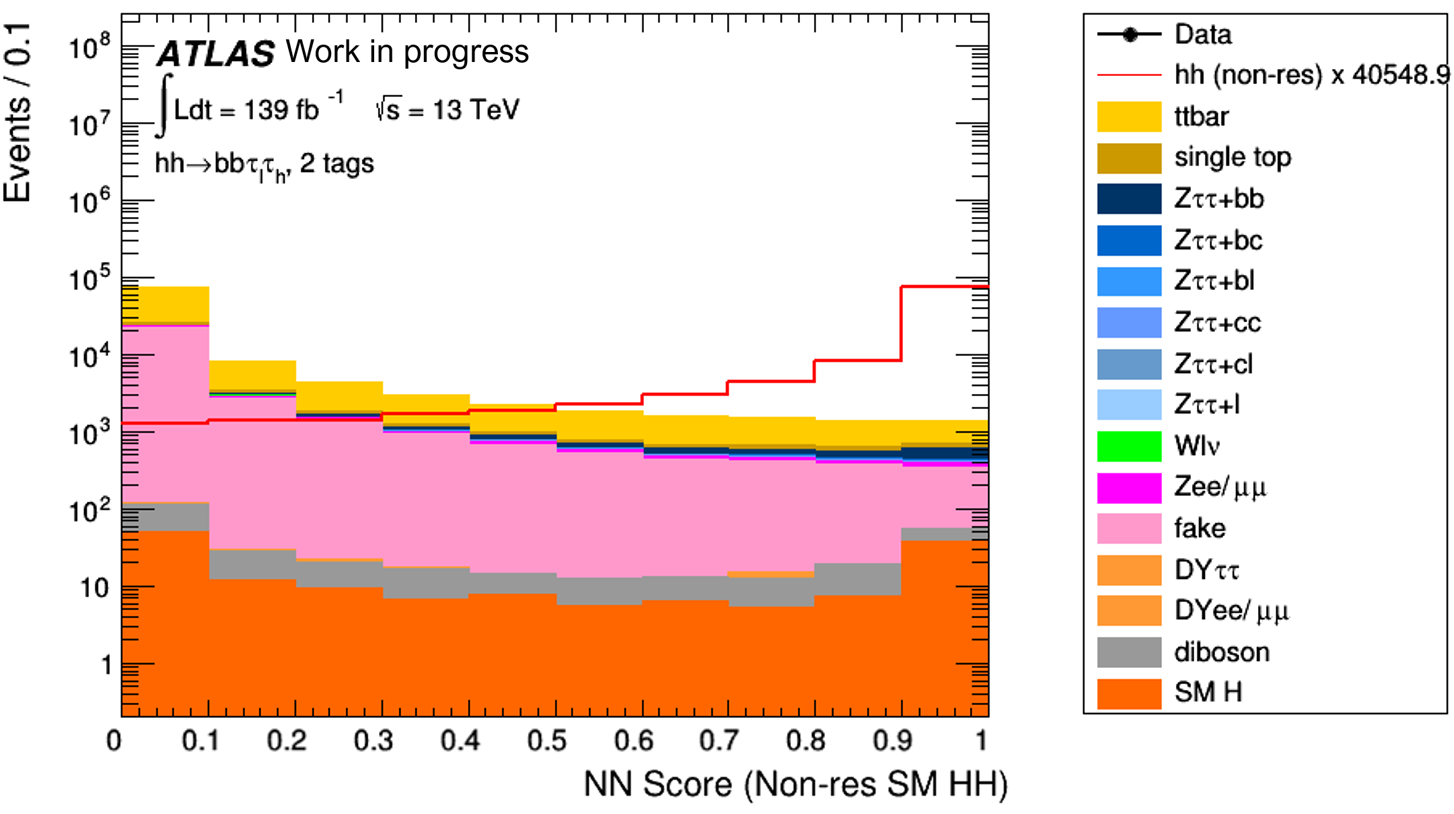 Events / 0.1
10⁸
10⁷
10⁶
10⁵
10⁴
10³
10²
10
1
ATLAS Work in progress
∫Ldt = 139 fb⁻¹ √s = 13 TeV
hh→bbτₗτₕ, 2 tags
0 0.1 0.2 0.3 0.4 0.5 0.6 0.7 0.8 0.9 1
NN Score (Non-res SM HH)
Data
hh (non-res) x 40548.9
ttbar
single top
Zττ+bb
Zττ+bc
Zττ+bl
Zττ+cc
Zττ+cl
Zττ+l
Wlν
Zee/μμ
fake
DYττ
DYee/μμ
diboson
SM H